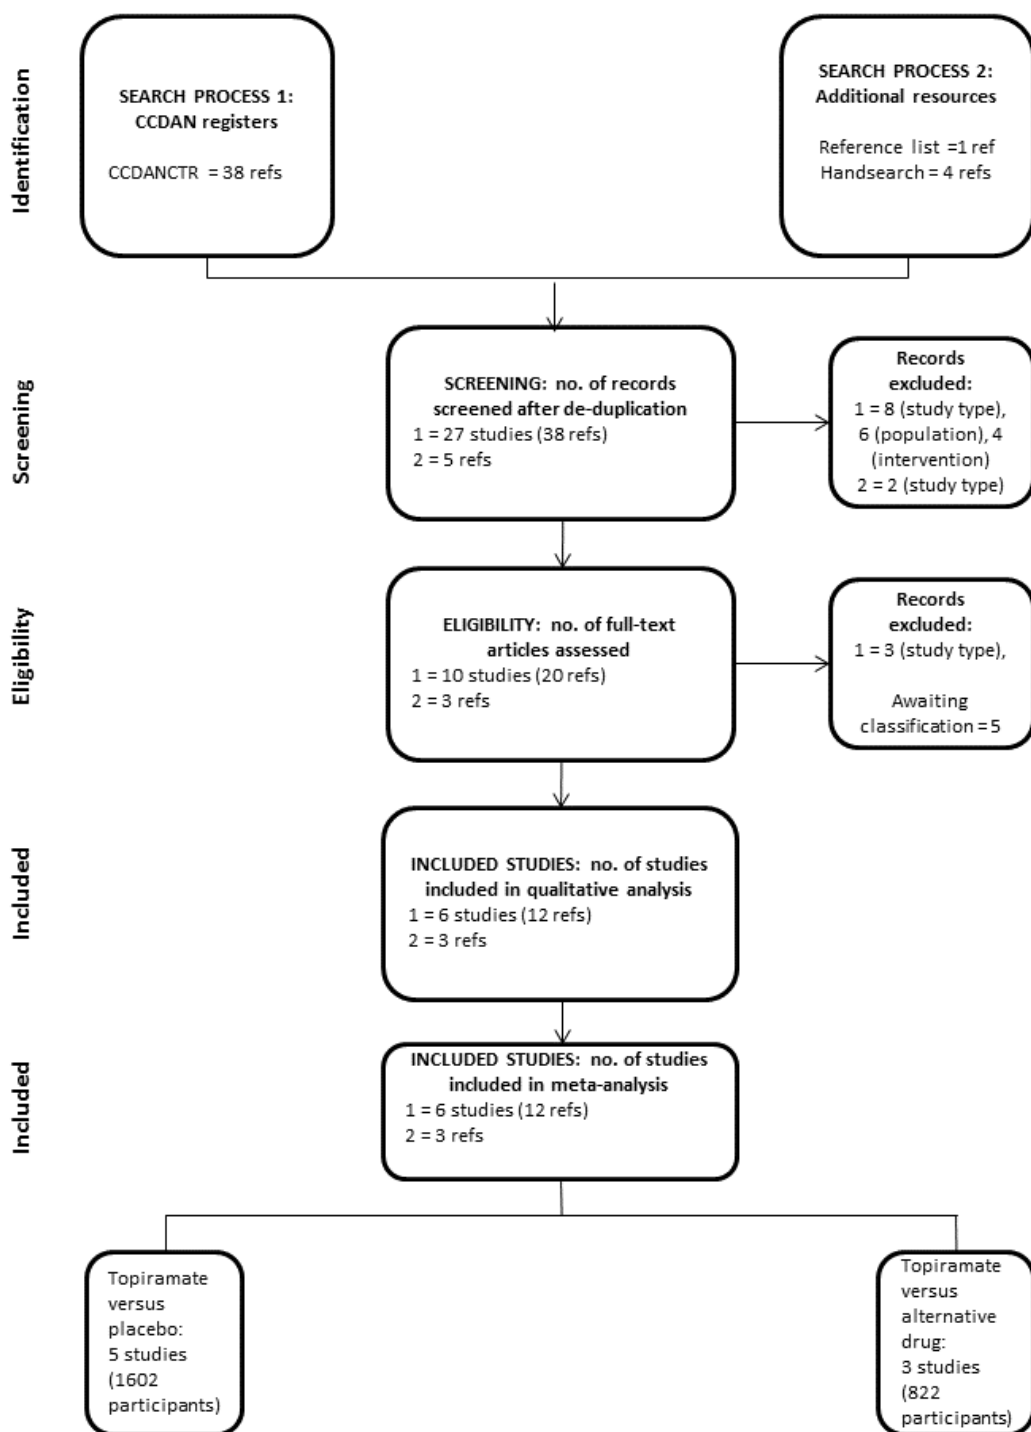 Identification
SEARCH PROCESS 1:
CCDAN registers
CCDANCTR = 38 refs
SEARCH PROCESS 2:
Additional resources
Reference list =1 ref
Handsearch = 4 refs
Screening
SCREENING: no. of records
screened after de-duplication
1 = 27 studies (38 refs)
2 = 5 refs
Records
excluded:
1 = 8 (study type),
6 (population), 4
(intervention)
2 = 2 (study type)
Eligibility
ELIGIBILITY: no. of full-text
articles assessed
1 = 10 studies (20 refs)
2 = 3 refs
Records
excluded:
1 = 3 (study type),
Awaiting
classification = 5
Included
INCLUDED STUDIES: no. of studies
included in qualitative analysis
1 = 6 studies (12 refs)
2 = 3 refs
Included
INCLUDED STUDIES: no. of studies
included in meta-analysis
1 = 6 studies (12 refs)
2 = 3 refs
Topiramate
versus
placebo:
5 studies
(1602
participants)
Topiramate
versus
alternative
drug:
3 studies
(822
participants)